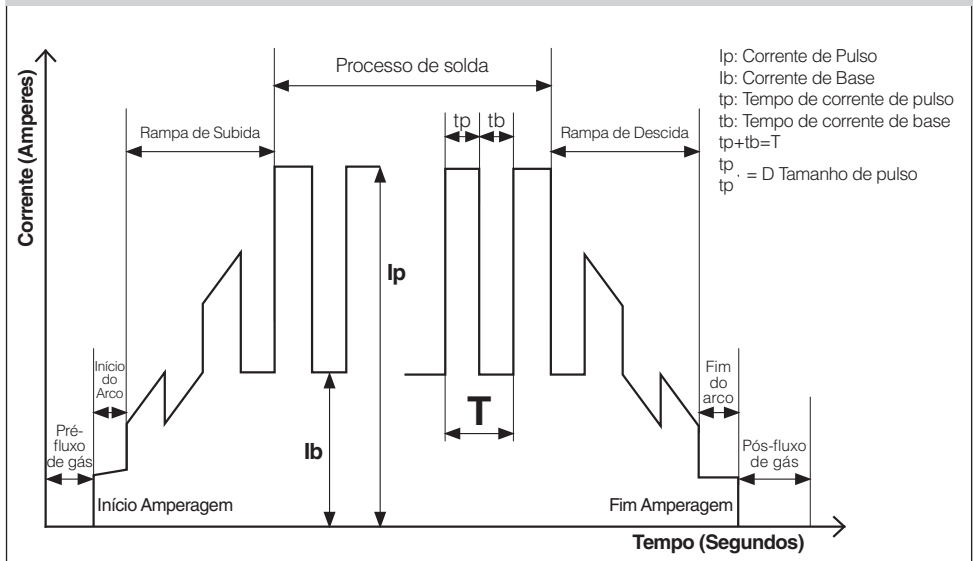 Corrente (Amperes)
Processo de solda
Rampa de Subida
tp
tb
Rampa de Descida
Ip: Corrente de Pulso
Ib: Corrente de Base
tp: Tempo de corrente de pulso
tb: Tempo de corrente de base
tp+tb=T
tp
tp = D Tamanho de pulso
Ip
Início
do
Arco
Fim
do
arco
T
Pré-
fluxo
de gás
Ib
Pós-fluxo
de gás
Início Amperagem
Fim Amperagem
Tempo (Segundos)